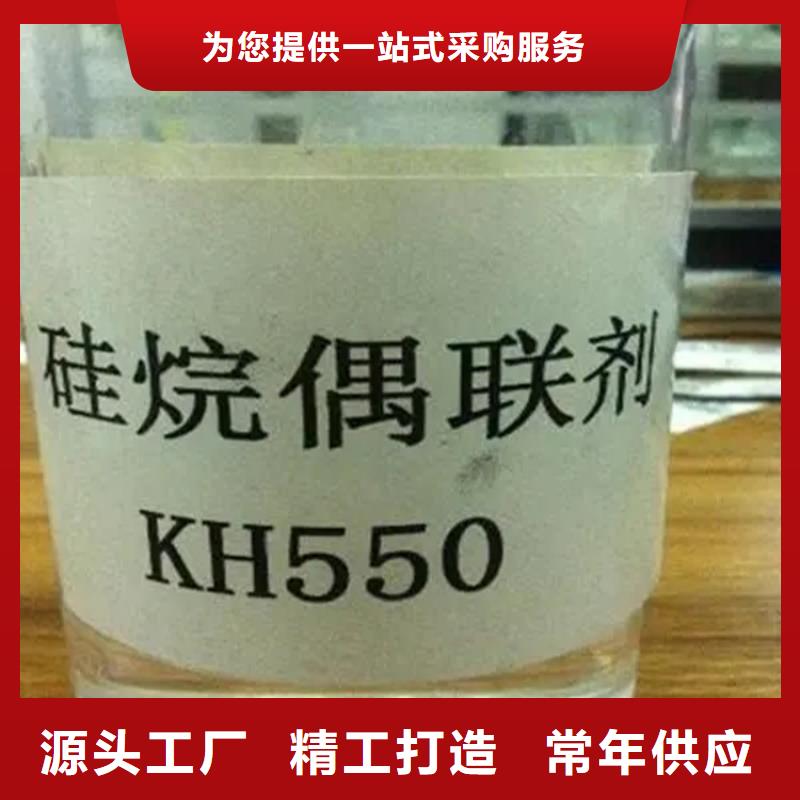 为您提供一站式采购服务
硅烷偶联剂
KH550
源头工厂 精工打造 常年供应